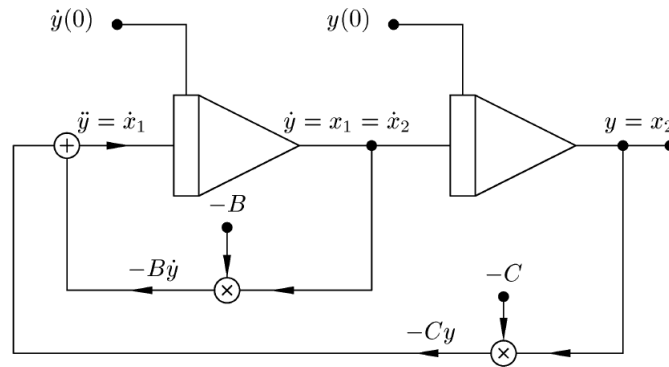 ẏ(0)
y(0)
ÿ = ẋ₁
ẏ = x₁ = ẋ₂
y = x₂
+
−B
−Bẏ
×
−C
−Cy
×